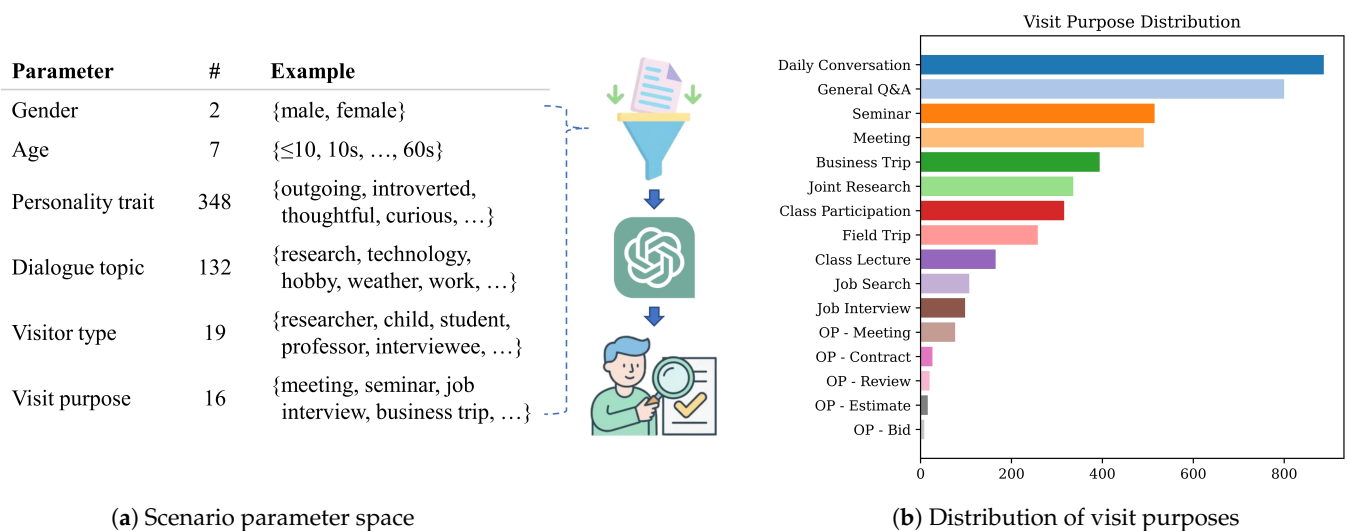 Parameter # Example
Gender 2 {male, female}
Age 7 {≤10, 10s, …, 60s}
Personality trait 348 {outgoing, introverted,
thoughtful, curious, …}
Dialogue topic 132 {research, technology,
hobby, weather, work, …}
Visitor type 19 {researcher, child, student,
professor, interviewee, …}
Visit purpose 16 {meeting, seminar, job
interview, business trip, …}
(a) Scenario parameter space
Visit Purpose Distribution
Daily Conversation
General Q&A
Seminar
Meeting
Business Trip
Joint Research
Class Participation
Field Trip
Class Lecture
Job Search
Job Interview
OP - Meeting
OP - Contract
OP - Review
OP - Estimate
OP - Bid
0 200 400 600 800
(b) Distribution of visit purposes